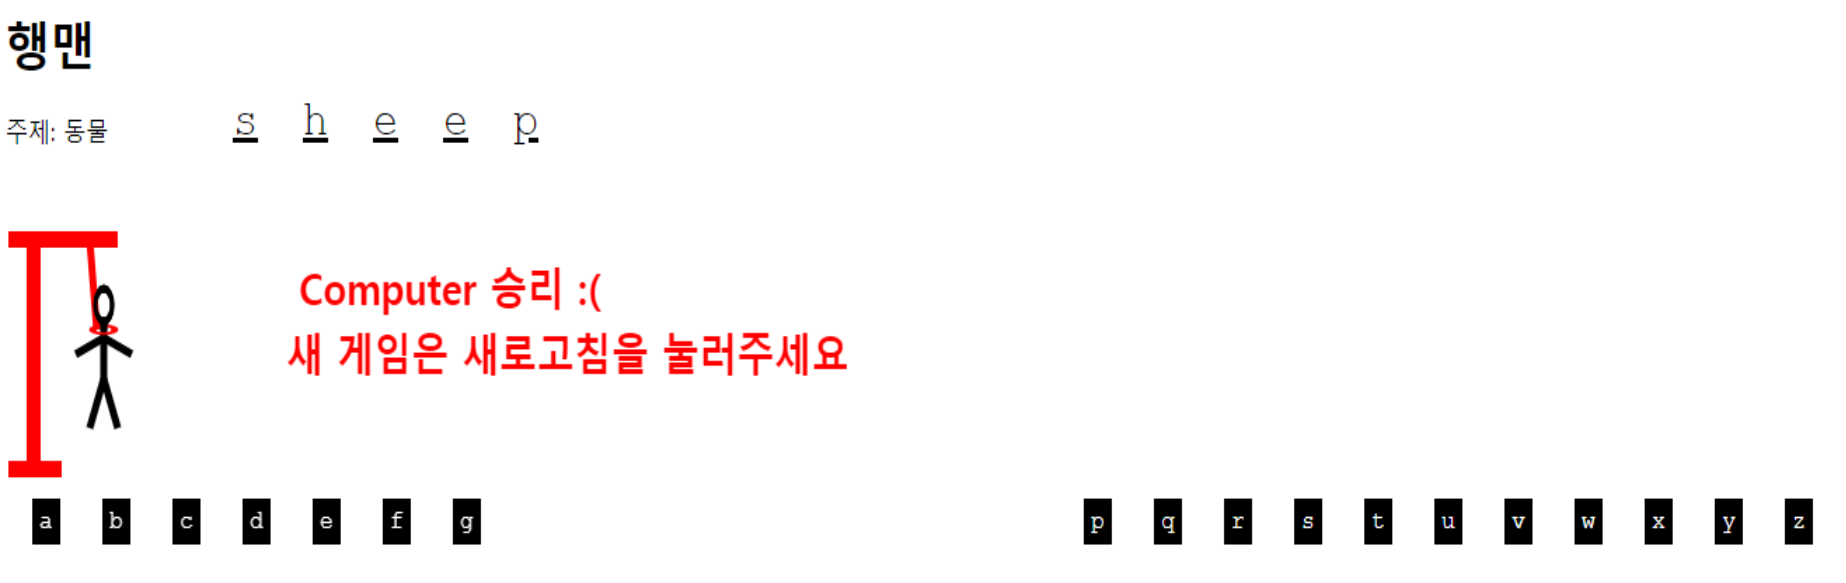 행맨
주제: 동물 s h e e p
Computer 승리 :(
새 게임은 새로고침을 눌러주세요
a b c d e f g p q r s t u v w x y z